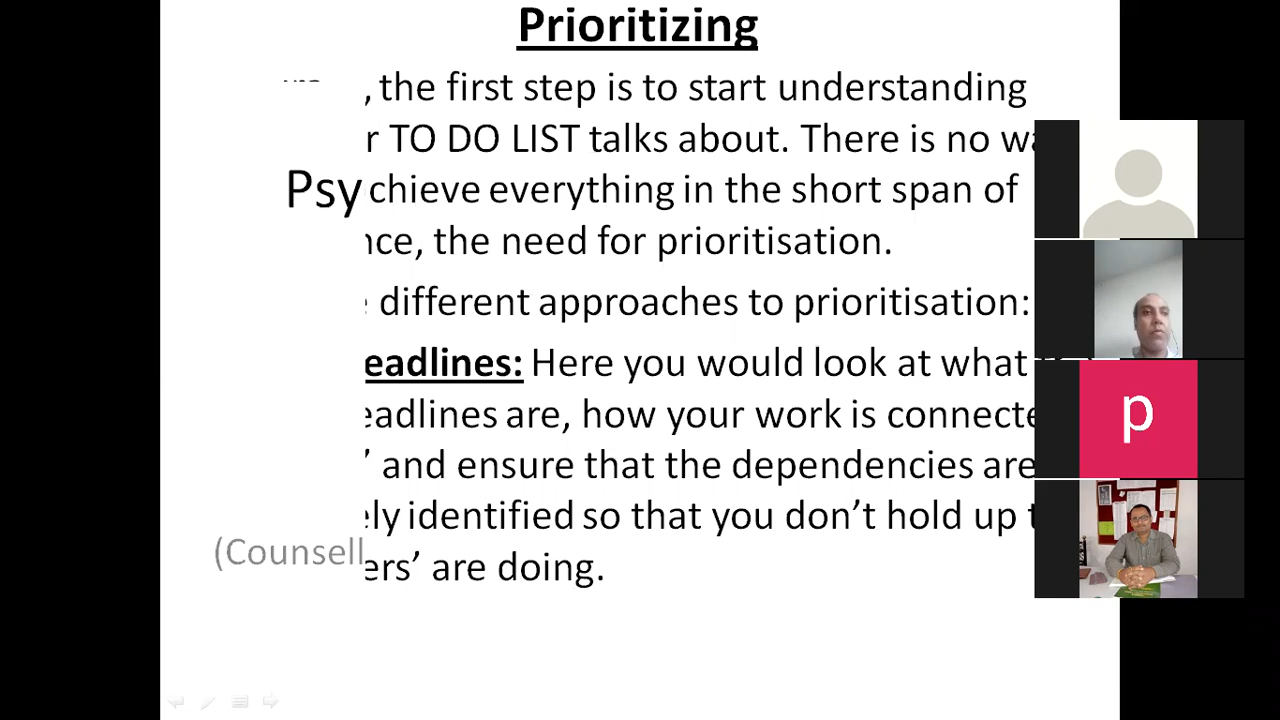 Prioritizing
, the first step is to start understanding
r TO DO LIST talks about. There is no wa
Psy
chieve everything in the short span of
nce, the need for prioritisation.
different approaches to prioritisation:
eadlines: Here you would look at what
eadlines are, how your work is connecte
’ and ensure that the dependencies are
ely identified so that you don’t hold up t
(Counsell
ers’ are doing.
p